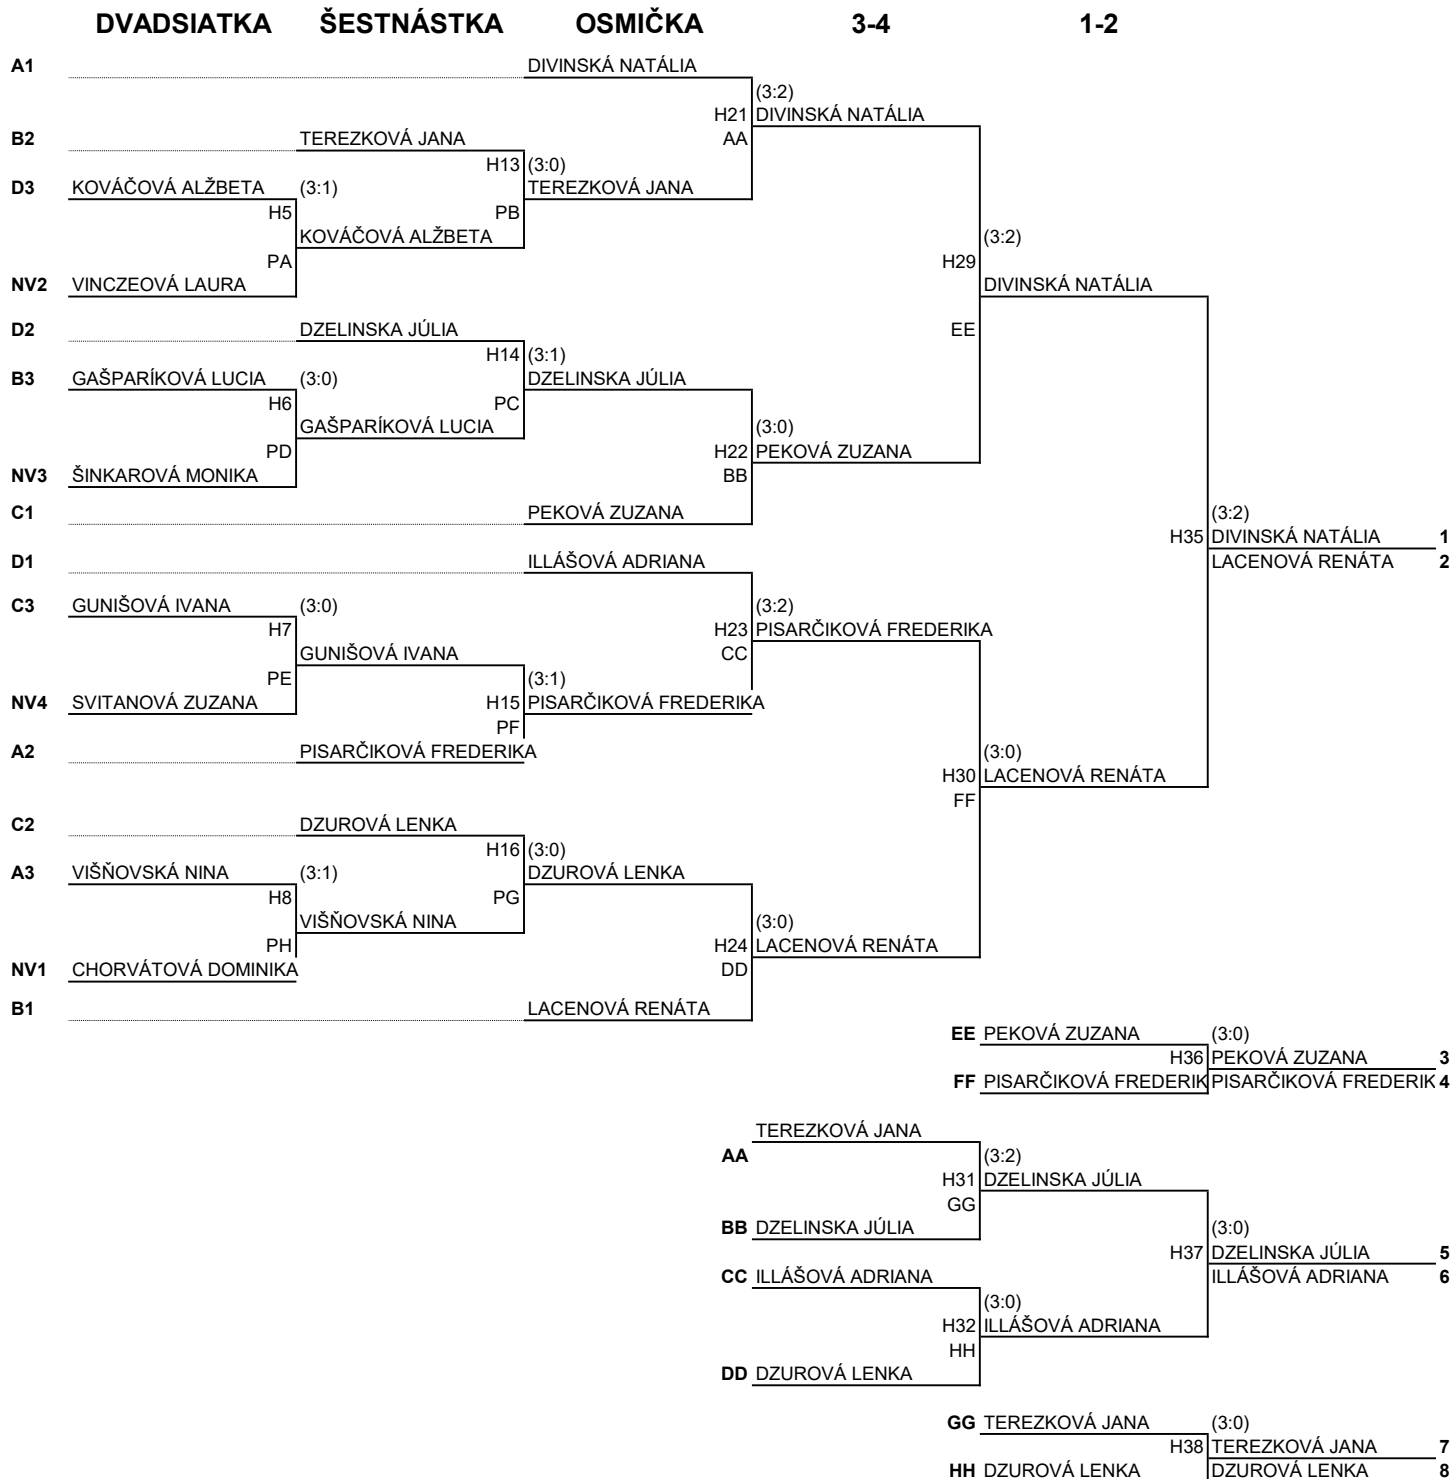 DVADSIATKA ŠESTNÁSTKA OSMIČKA 3-4 1-2
A1 DIVINSKÁ NATÁLIA
(3:2)
H21 DIVINSKÁ NATÁLIA
B2 TEREZKOVÁ JANA AA
H13 (3:0)
D3 KOVÁČOVÁ ALŽBETA (3:1) TEREZKOVÁ JANA
H5 PB
KOVÁČOVÁ ALŽBETA (3:2)
PA H29
NV2 VINCZEOVÁ LAURA DIVINSKÁ NATÁLIA
D2 DZELINSKA JÚLIA EE
H14 (3:1)
B3 GAŠPARÍKOVÁ LUCIA (3:0) DZELINSKA JÚLIA
H6 PC
GAŠPARÍKOVÁ LUCIA (3:0)
PD H22 PEKOVÁ ZUZANA
NV3 ŠINKAROVÁ MONIKA BB
C1 PEKOVÁ ZUZANA (3:2)
H35 DIVINSKÁ NATÁLIA 1
D1 ILLÁŠOVÁ ADRIANA LACENOVÁ RENÁTA 2
C3 GUNIŠOVÁ IVANA (3:0) (3:2)
H7 H23 PISARČIKOVÁ FREDERIKA
GUNIŠOVÁ IVANA CC
PE (3:1)
NV4 SVITANOVÁ ZUZANA H15 PISARČIKOVÁ FREDERIKA
PF
A2 PISARČIKOVÁ FREDERIKA (3:0)
H30 LACENOVÁ RENÁTA
FF
C2 DZUROVÁ LENKA
H16 (3:0)
A3 VIŠŇOVSKÁ NINA (3:1) DZUROVÁ LENKA
H8 PG
VIŠŇOVSKÁ NINA (3:0)
PH H24 LACENOVÁ RENÁTA
NV1 CHORVÁTOVÁ DOMINIKA DD
B1 LACENOVÁ RENÁTA
EE PEKOVÁ ZUZANA (3:0)
H36 PEKOVÁ ZUZANA 3
FF PISARČIKOVÁ FREDERIK PISARČIKOVÁ FREDERIK 4
TEREZKOVÁ JANA
AA (3:2)
H31 DZELINSKA JÚLIA
GG
BB DZELINSKA JÚLIA (3:0)
H37 DZELINSKA JÚLIA 5
CC ILLÁŠOVÁ ADRIANA ILLÁŠOVÁ ADRIANA 6
(3:0)
H32 ILLÁŠOVÁ ADRIANA
HH
DD DZUROVÁ LENKA
GG TEREZKOVÁ JANA (3:0)
H38 TEREZKOVÁ JANA 7
HH DZUROVÁ LENKA DZUROVÁ LENKA 8